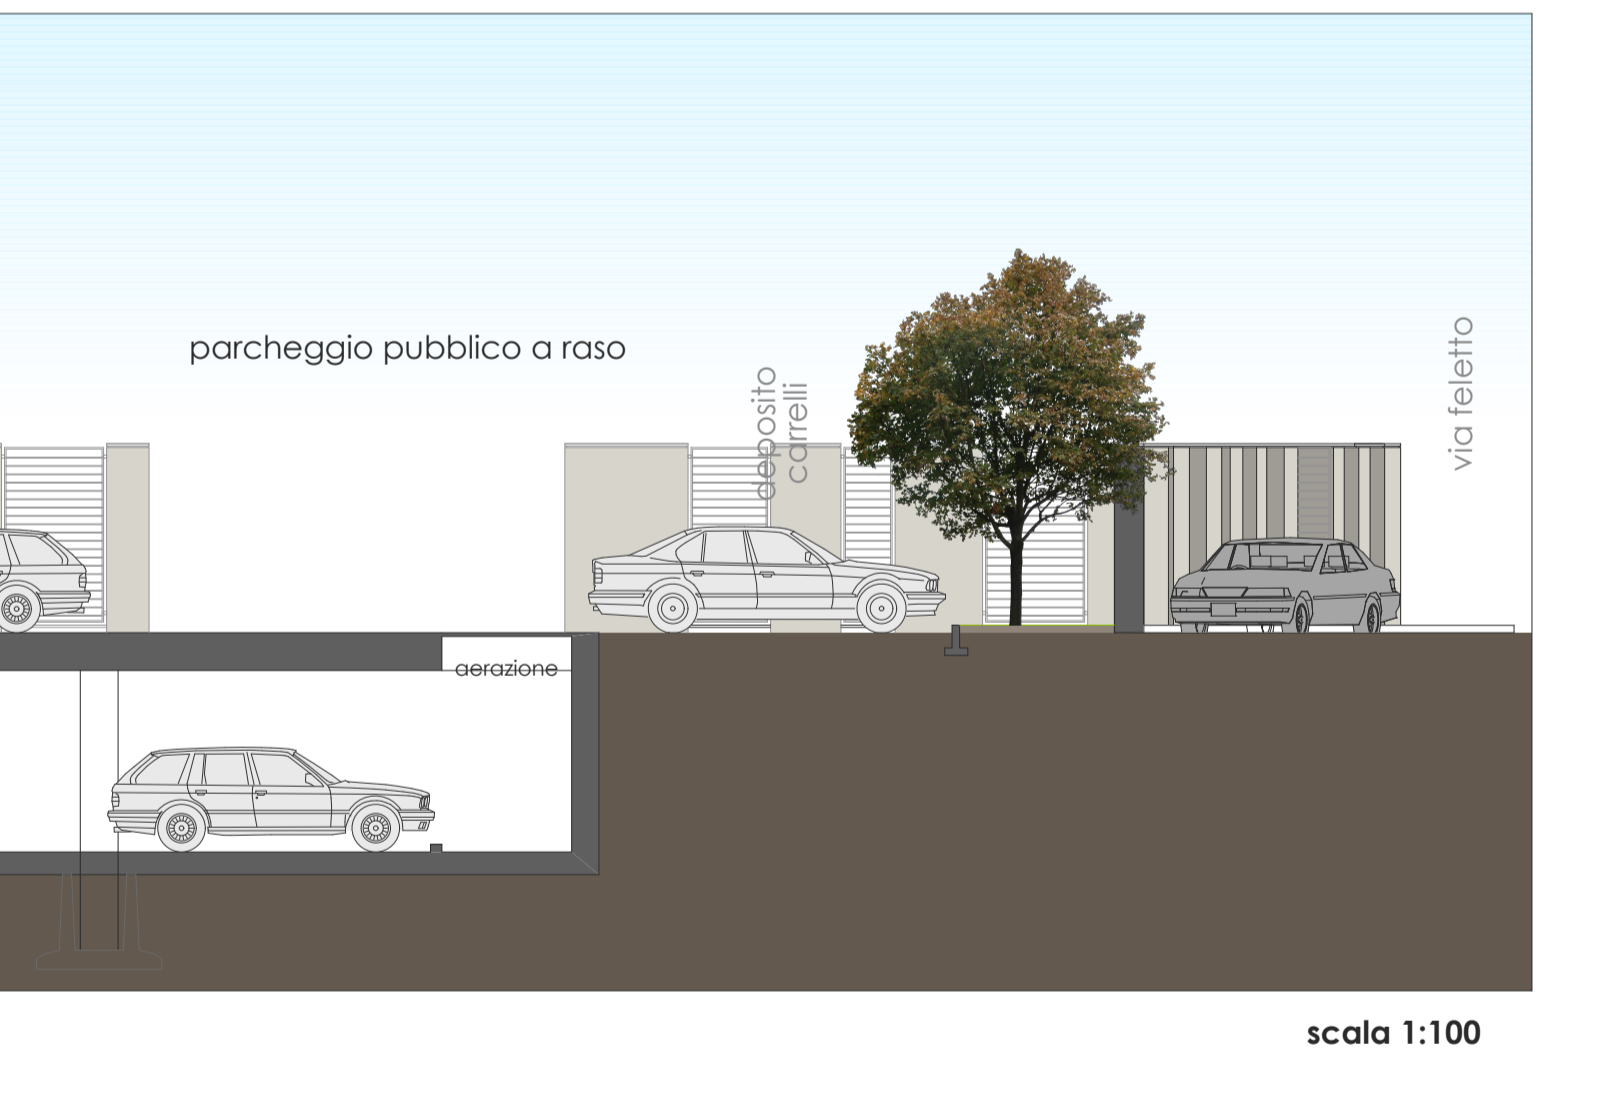 parcheggio pubblico a raso
deposito
carrelli
via feletto
aerazione
scala 1:100